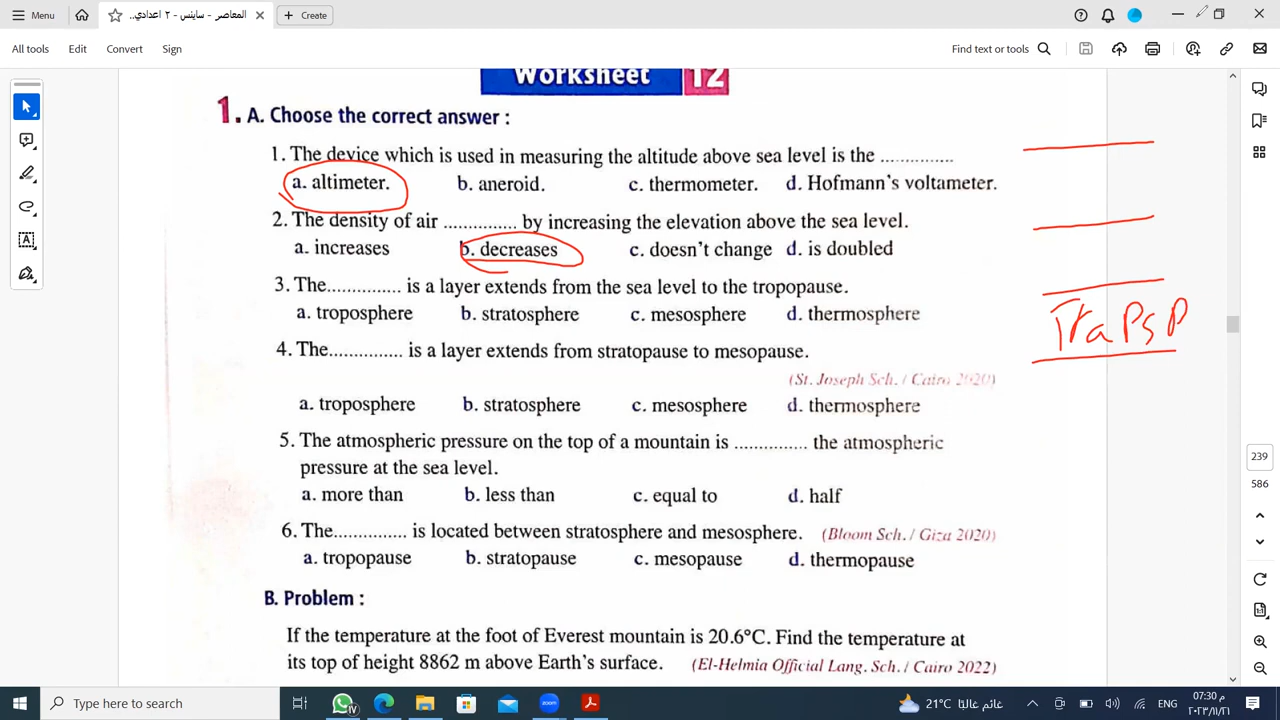 Menu
المعاصر - ساينس - ٢ اعدادي..
Create
All tools Edit Convert Sign
Find text or tools
Worksheet 12
1. A. Choose the correct answer :
1. The device which is used in measuring the altitude above sea level is the ..............
a. altimeter. b. aneroid. c. thermometer. d. Hofmann's voltameter.
2. The density of air .............. by increasing the elevation above the sea level.
a. increases b. decreases c. doesn't change d. is doubled
3. The.............. is a layer extends from the sea level to the tropopause.
a. troposphere b. stratosphere c. mesosphere d. thermosphere
4. The.............. is a layer extends from stratopause to mesopause.
(St. Joseph Sch. / Cairo 2020)
a. troposphere b. stratosphere c. mesosphere d. thermosphere
5. The atmospheric pressure on the top of a mountain is .............. the atmospheric
pressure at the sea level.
a. more than b. less than c. equal to d. half
6. The.............. is located between stratosphere and mesosphere. (Bloom Sch. / Giza 2020)
a. tropopause b. stratopause c. mesopause d. thermopause
B. Problem :
If the temperature at the foot of Everest mountain is 20.6°C. Find the temperature at
its top of height 8862 m above Earth's surface. (El-Helmia Official Lang. Sch. / Cairo 2022)
239
586
Type here to search
zoom
21°C غائم غالبًا
ENG
07:30 م
٢٠٢٣/١١/٢١